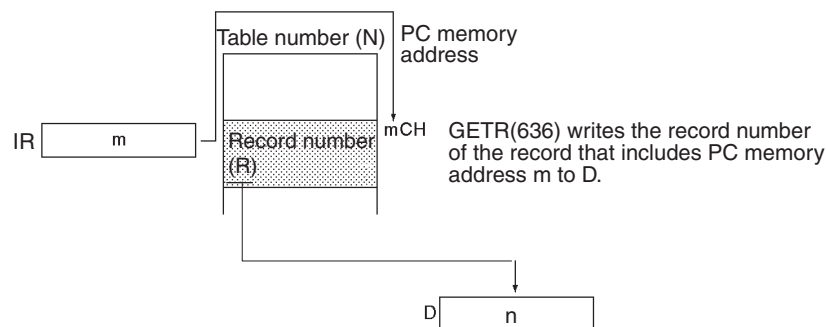 Table number (N)
PC memory
address
IR
m
Record number
(R)
mCH
GETR(636) writes the record number
of the record that includes PC memory
address m to D.
D
n